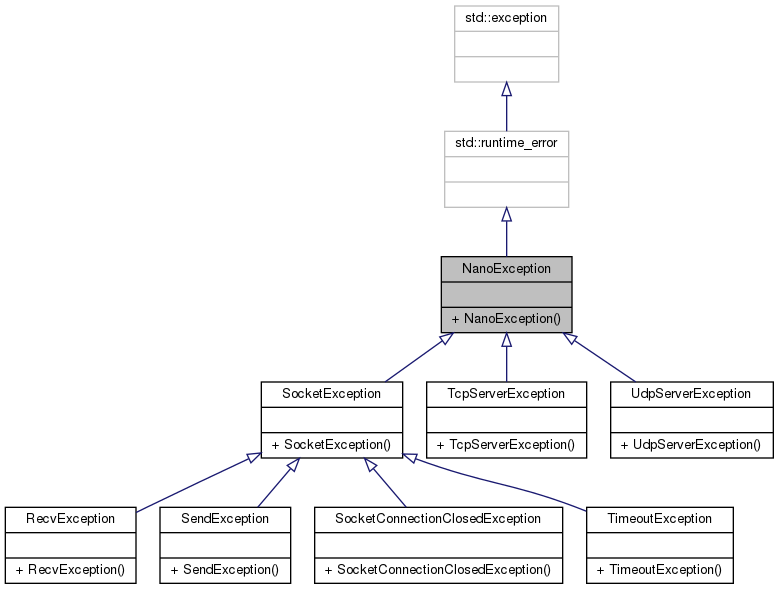 std::exception
std::runtime_error
NanoException
+ NanoException()
SocketException
TcpServerException
UdpServerException
+ SocketException()
+ TcpServerException()
+ UdpServerException()
RecvException
SendException
SocketConnectionClosedException
TimeoutException
+ RecvException()
+ SendException()
+ SocketConnectionClosedException()
+ TimeoutException()